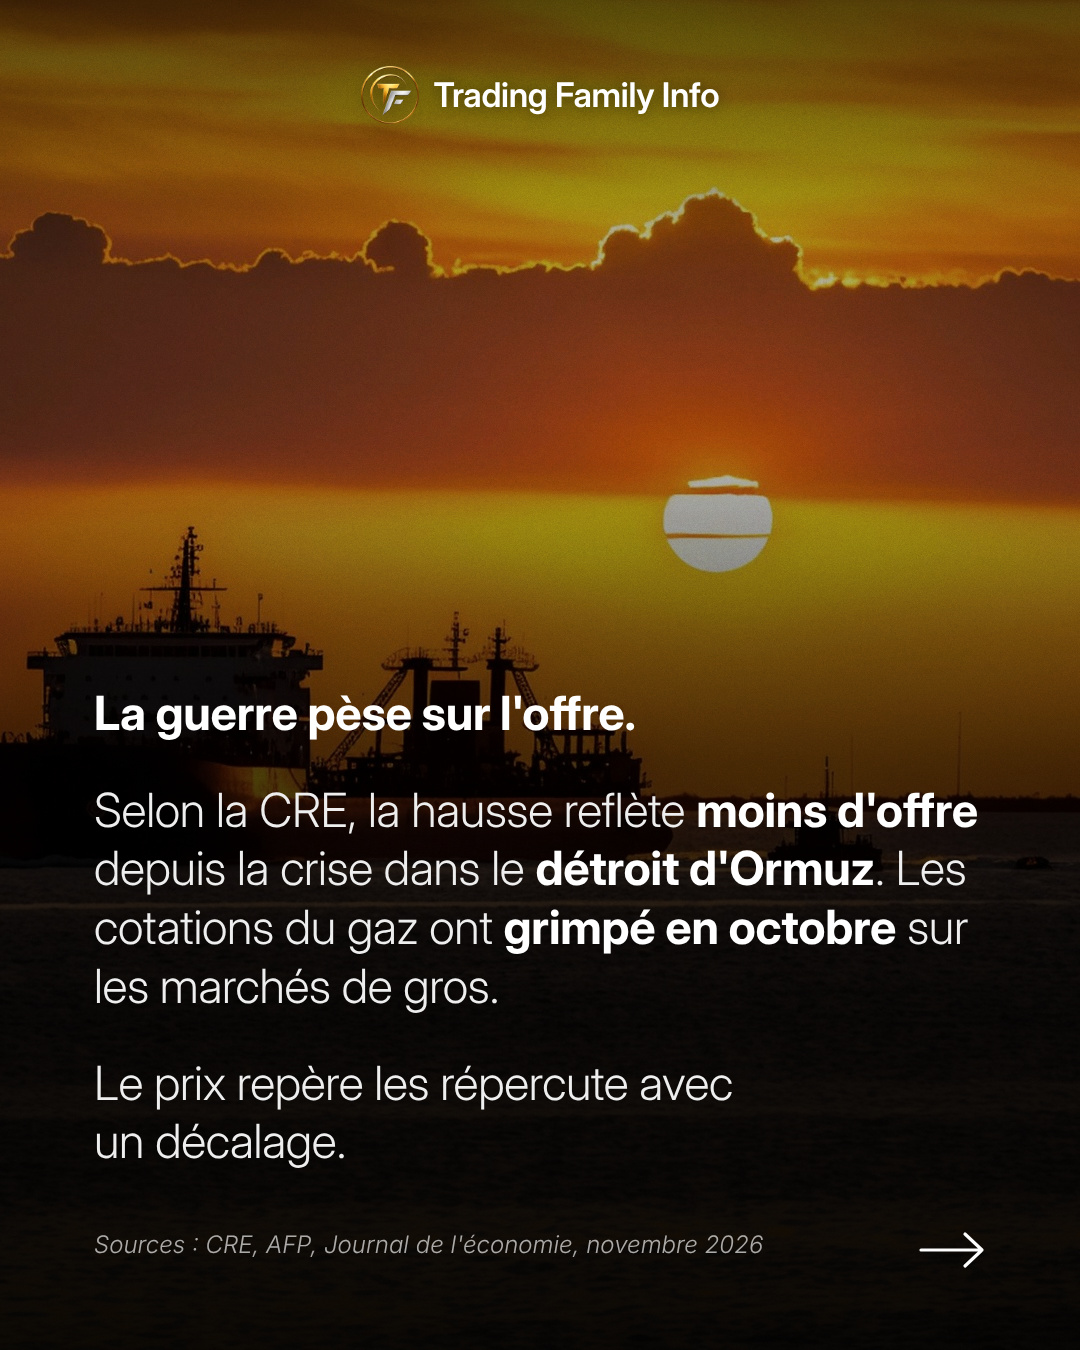 TF Trading Family Info
La guerre pèse sur l'offre.
Selon la CRE, la hausse reflète moins d'offre
depuis la crise dans le détroit d'Ormuz. Les
cotations du gaz ont grimpé en octobre sur
les marchés de gros.
Le prix repère les répercute avec
un décalage.
Sources : CRE, AFP, Journal de l'économie, novembre 2026